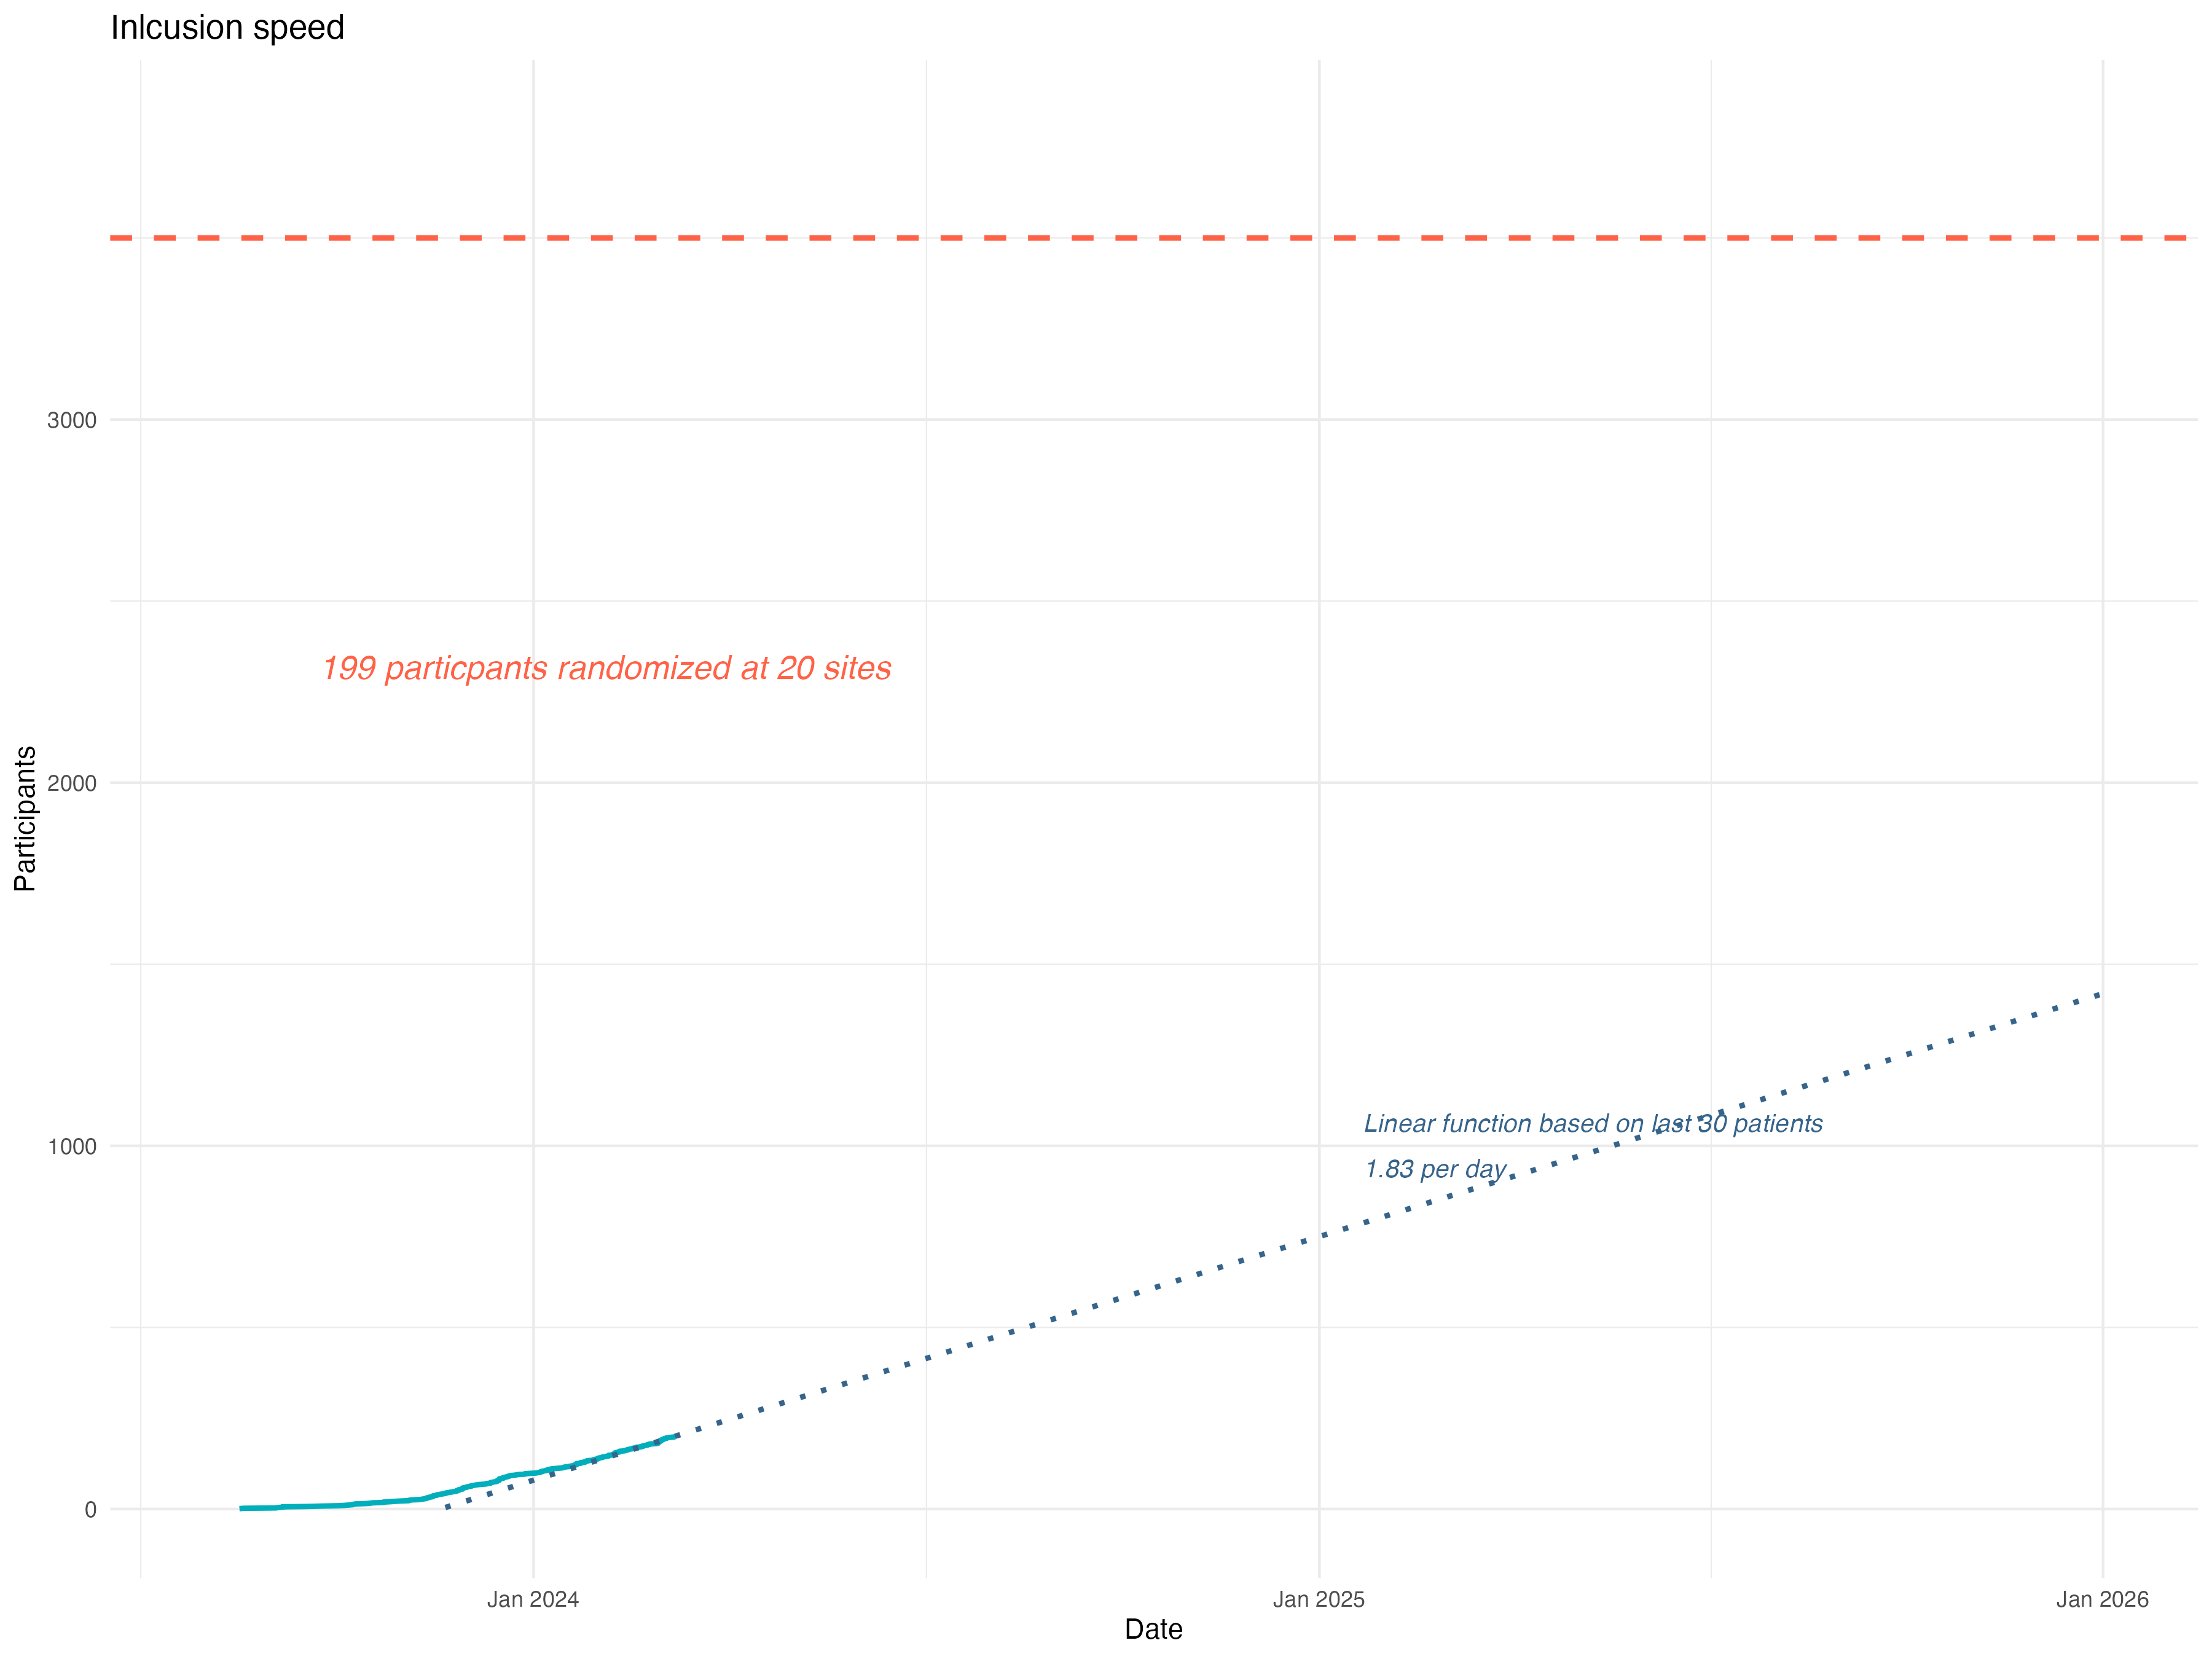 Inlcusion speed
Participants
3000
2000
1000
0
199 particpants randomized at 20 sites
Linear function based on last 30 patients
1.83 per day
Jan 2024
Jan 2025
Jan 2026
Date